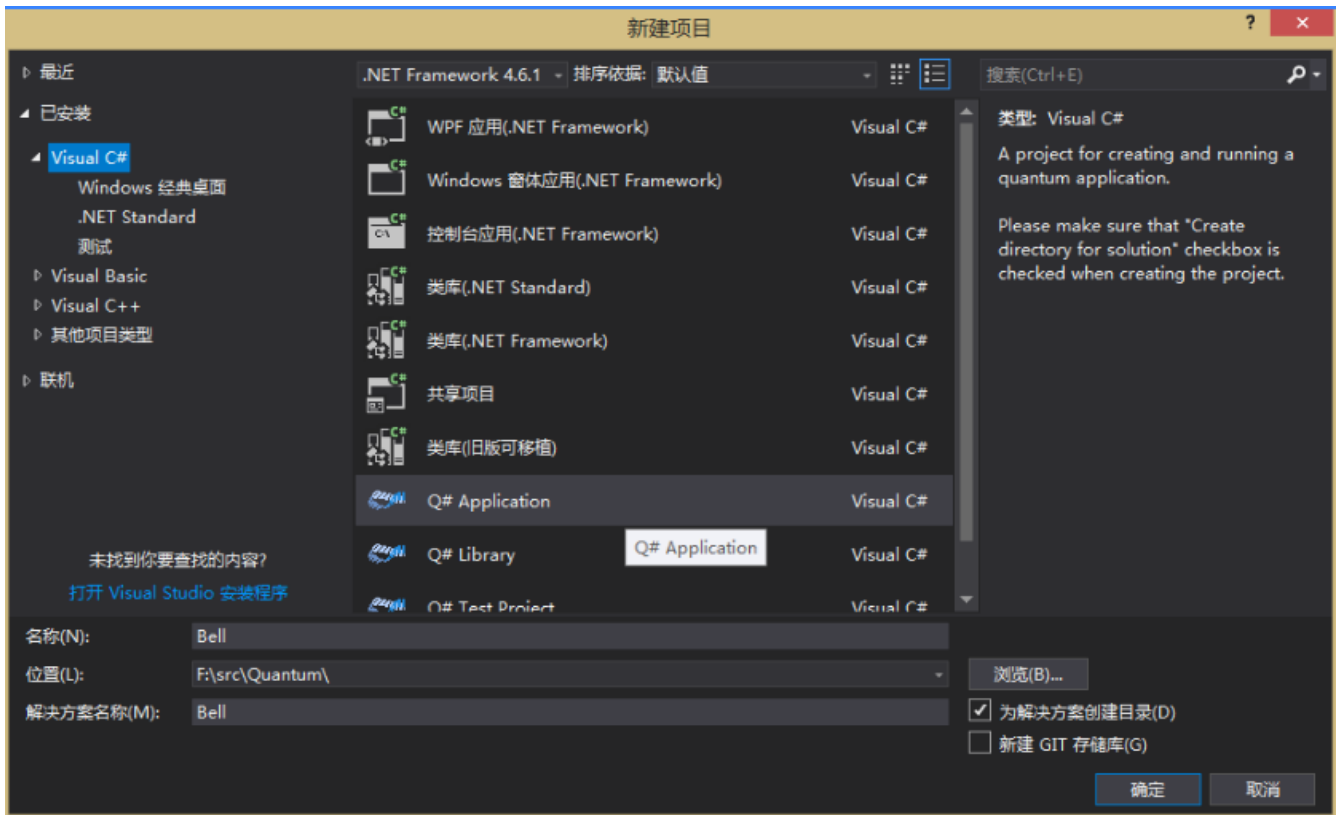 新建项目
?
最近
.NET Framework 4.6.1 排序依据: 默认值
搜索(Ctrl+E)
已安装
Visual C#
Windows 经典桌面
.NET Standard
测试
Visual Basic
Visual C++
其他项目类型
联机
未找到你要查找的内容?
打开 Visual Studio 安装程序
WPF 应用(.NET Framework) Visual C#
Windows 窗体应用(.NET Framework) Visual C#
控制台应用(.NET Framework) Visual C#
类库(.NET Standard) Visual C#
类库(.NET Framework) Visual C#
共享项目 Visual C#
类库(旧版可移植) Visual C#
Q# Application Visual C#
Q# Application
Q# Library Visual C#
Q# Test Project Visual C#
类型: Visual C#
A project for creating and running a
quantum application.
Please make sure that "Create
directory for solution" checkbox is
checked when creating the project.
名称(N): Bell
位置(L): F:\src\Quantum\
浏览(B)...
解决方案名称(M): Bell
为解决方案创建目录(D)
新建 GIT 存储库(G)
确定 取消